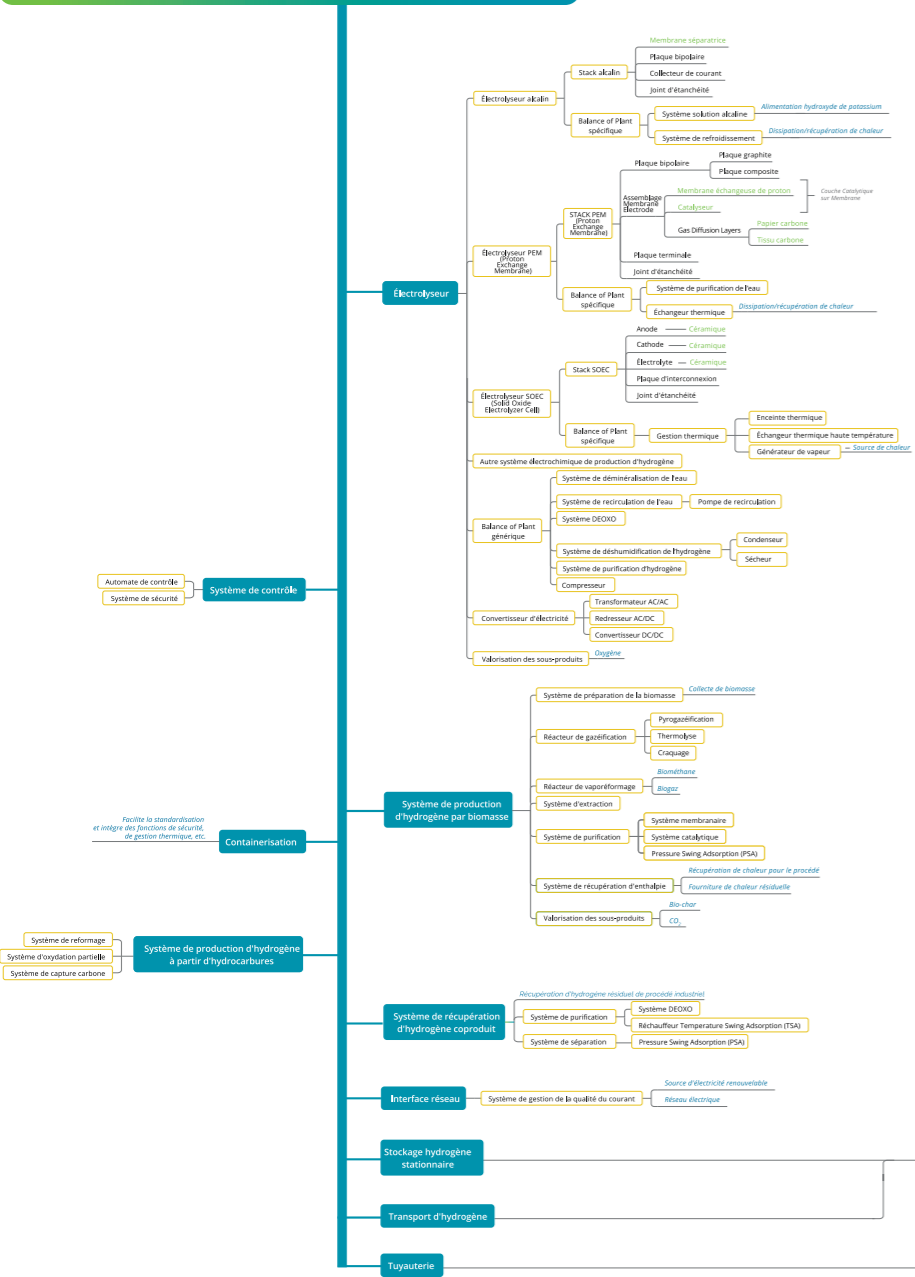 Membrane séparatrice
Plaque bipolaire
Stack alcalin
Collecteur de courant
Joint d'étanchéité
Électrolyseur alcalin
Balance of Plant
spécifique
Système solution alcaline
Alimentation hydroxyde de potassium
Système de refroidissement
Dissipation/récupération de chaleur
Plaque bipolaire
Plaque graphite
Plaque composite
Assemblage
Membrane
Électrode
Membrane échangeuse de proton
Catalyseur
Couche Catalytique
sur Membrane
Gas Diffusion Layers
Papier carbone
Tissu carbone
STACK PEM
(Proton
Exchange
Membrane)
Électrolyseur PEM
(Proton
Exchange
Membrane)
Plaque terminale
Joint d'étanchéité
Électrolyseur
Balance of Plant
spécifique
Système de purification de l'eau
Échangeur thermique
Dissipation/récupération de chaleur
Anode
Céramique
Cathode
Céramique
Électrolyte
Céramique
Stack SOEC
Plaque d'interconnexion
Joint d'étanchéité
Électrolyseur SOEC
(Solid Oxide
Electrolyzer Cell)
Balance of Plant
spécifique
Gestion thermique
Enceinte thermique
Échangeur thermique haute température
Générateur de vapeur
Source de chaleur
Autre système électrochimique de production d'hydrogène
Système de déminéralisation de l'eau
Système de recirculation de l'eau
Pompe de recirculation
Système DEOXO
Balance of Plant
générique
Système de déshumidification de l'hydrogène
Condenseur
Sécheur
Système de purification d'hydrogène
Compresseur
Automate de contrôle
Système de sécurité
Système de contrôle
Convertisseur d'électricité
Transformateur AC/AC
Redresseur AC/DC
Convertisseur DC/DC
Valorisation des sous-produits
Oxygène
Système de préparation de la biomasse
Collecte de biomasse
Réacteur de gazéification
Pyrogazéification
Thermolyse
Craquage
Réacteur de vaporéformage
Biométhane
Biogaz
Système de production
d'hydrogène par biomasse
Système d'extraction
Système de purification
Système membranaire
Système catalytique
Pressure Swing Adsorption (PSA)
Facilite la standardisation
et intègre des fonctions de sécurité,
de gestion thermique, etc.
Containerisation
Système de récupération d'enthalpie
Récupération de chaleur pour le procédé
Fourniture de chaleur résiduelle
Valorisation des sous-produits
Bio-char
CO2
Système de reformage
Système d'oxydation partielle
Système de capture carbone
Système de production d'hydrogène
à partir d'hydrocarbures
Système de récupération
d'hydrogène coproduit
Récupération d'hydrogène résiduel de procédé industriel
Système de purification
Système DEOXO
Réchauffeur Temperature Swing Adsorption (TSA)
Système de séparation
Pressure Swing Adsorption (PSA)
Interface réseau
Système de gestion de la qualité du courant
Source d'électricité renouvelable
Réseau électrique
Stockage hydrogène
stationnaire
Transport d'hydrogène
Tuyauterie